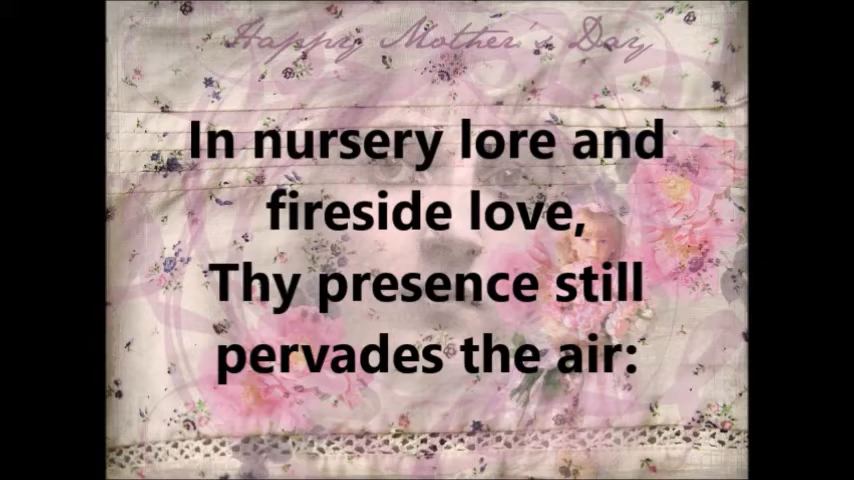 Happy Mother's Day
In nursery lore and
fireside love,
Thy presence still
pervades the air: